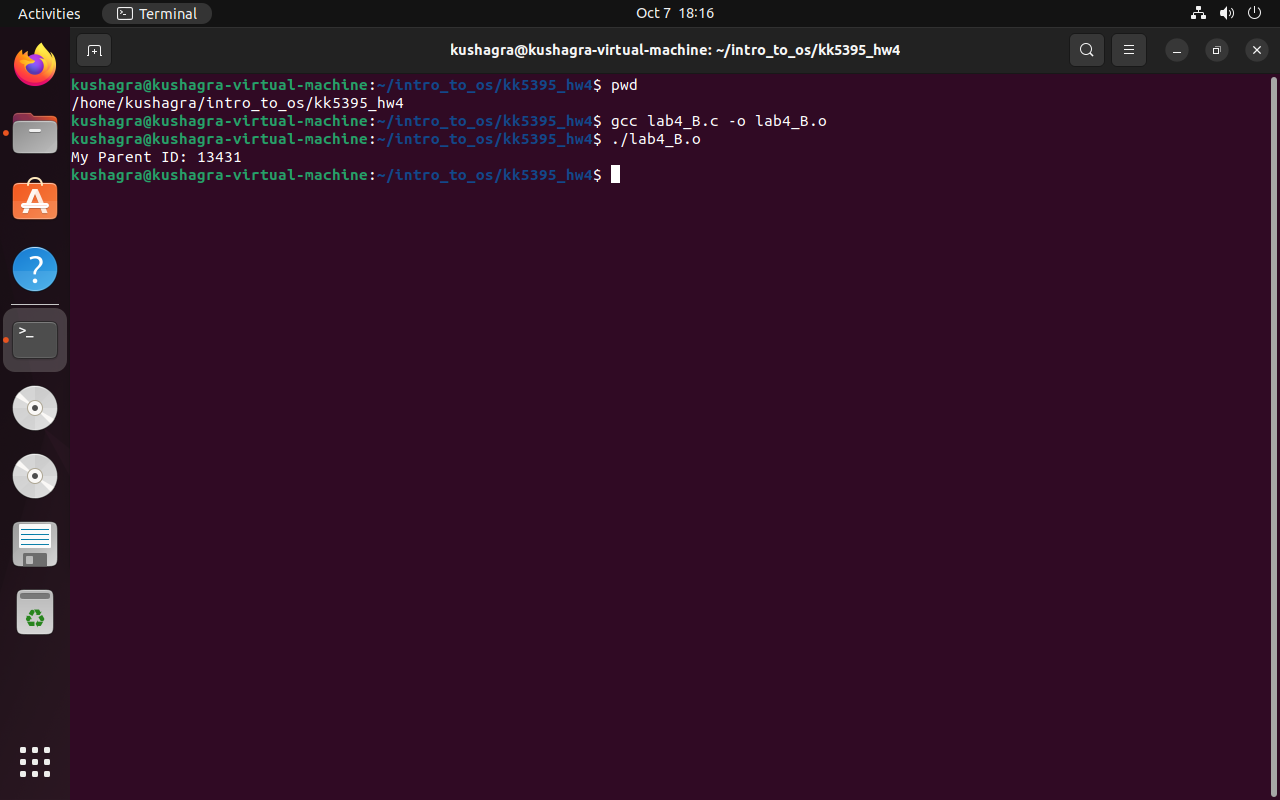 Activities
Terminal
Oct 7 18:16
kushagra@kushagra-virtual-machine: ~/intro_to_os/kk5395_hw4
kushagra@kushagra-virtual-machine:~/intro_to_os/kk5395_hw4$ pwd
/home/kushagra/intro_to_os/kk5395_hw4
kushagra@kushagra-virtual-machine:~/intro_to_os/kk5395_hw4$ gcc lab4_B.c -o lab4_B.o
kushagra@kushagra-virtual-machine:~/intro_to_os/kk5395_hw4$ ./lab4_B.o
My Parent ID: 13431
kushagra@kushagra-virtual-machine:~/intro_to_os/kk5395_hw4$